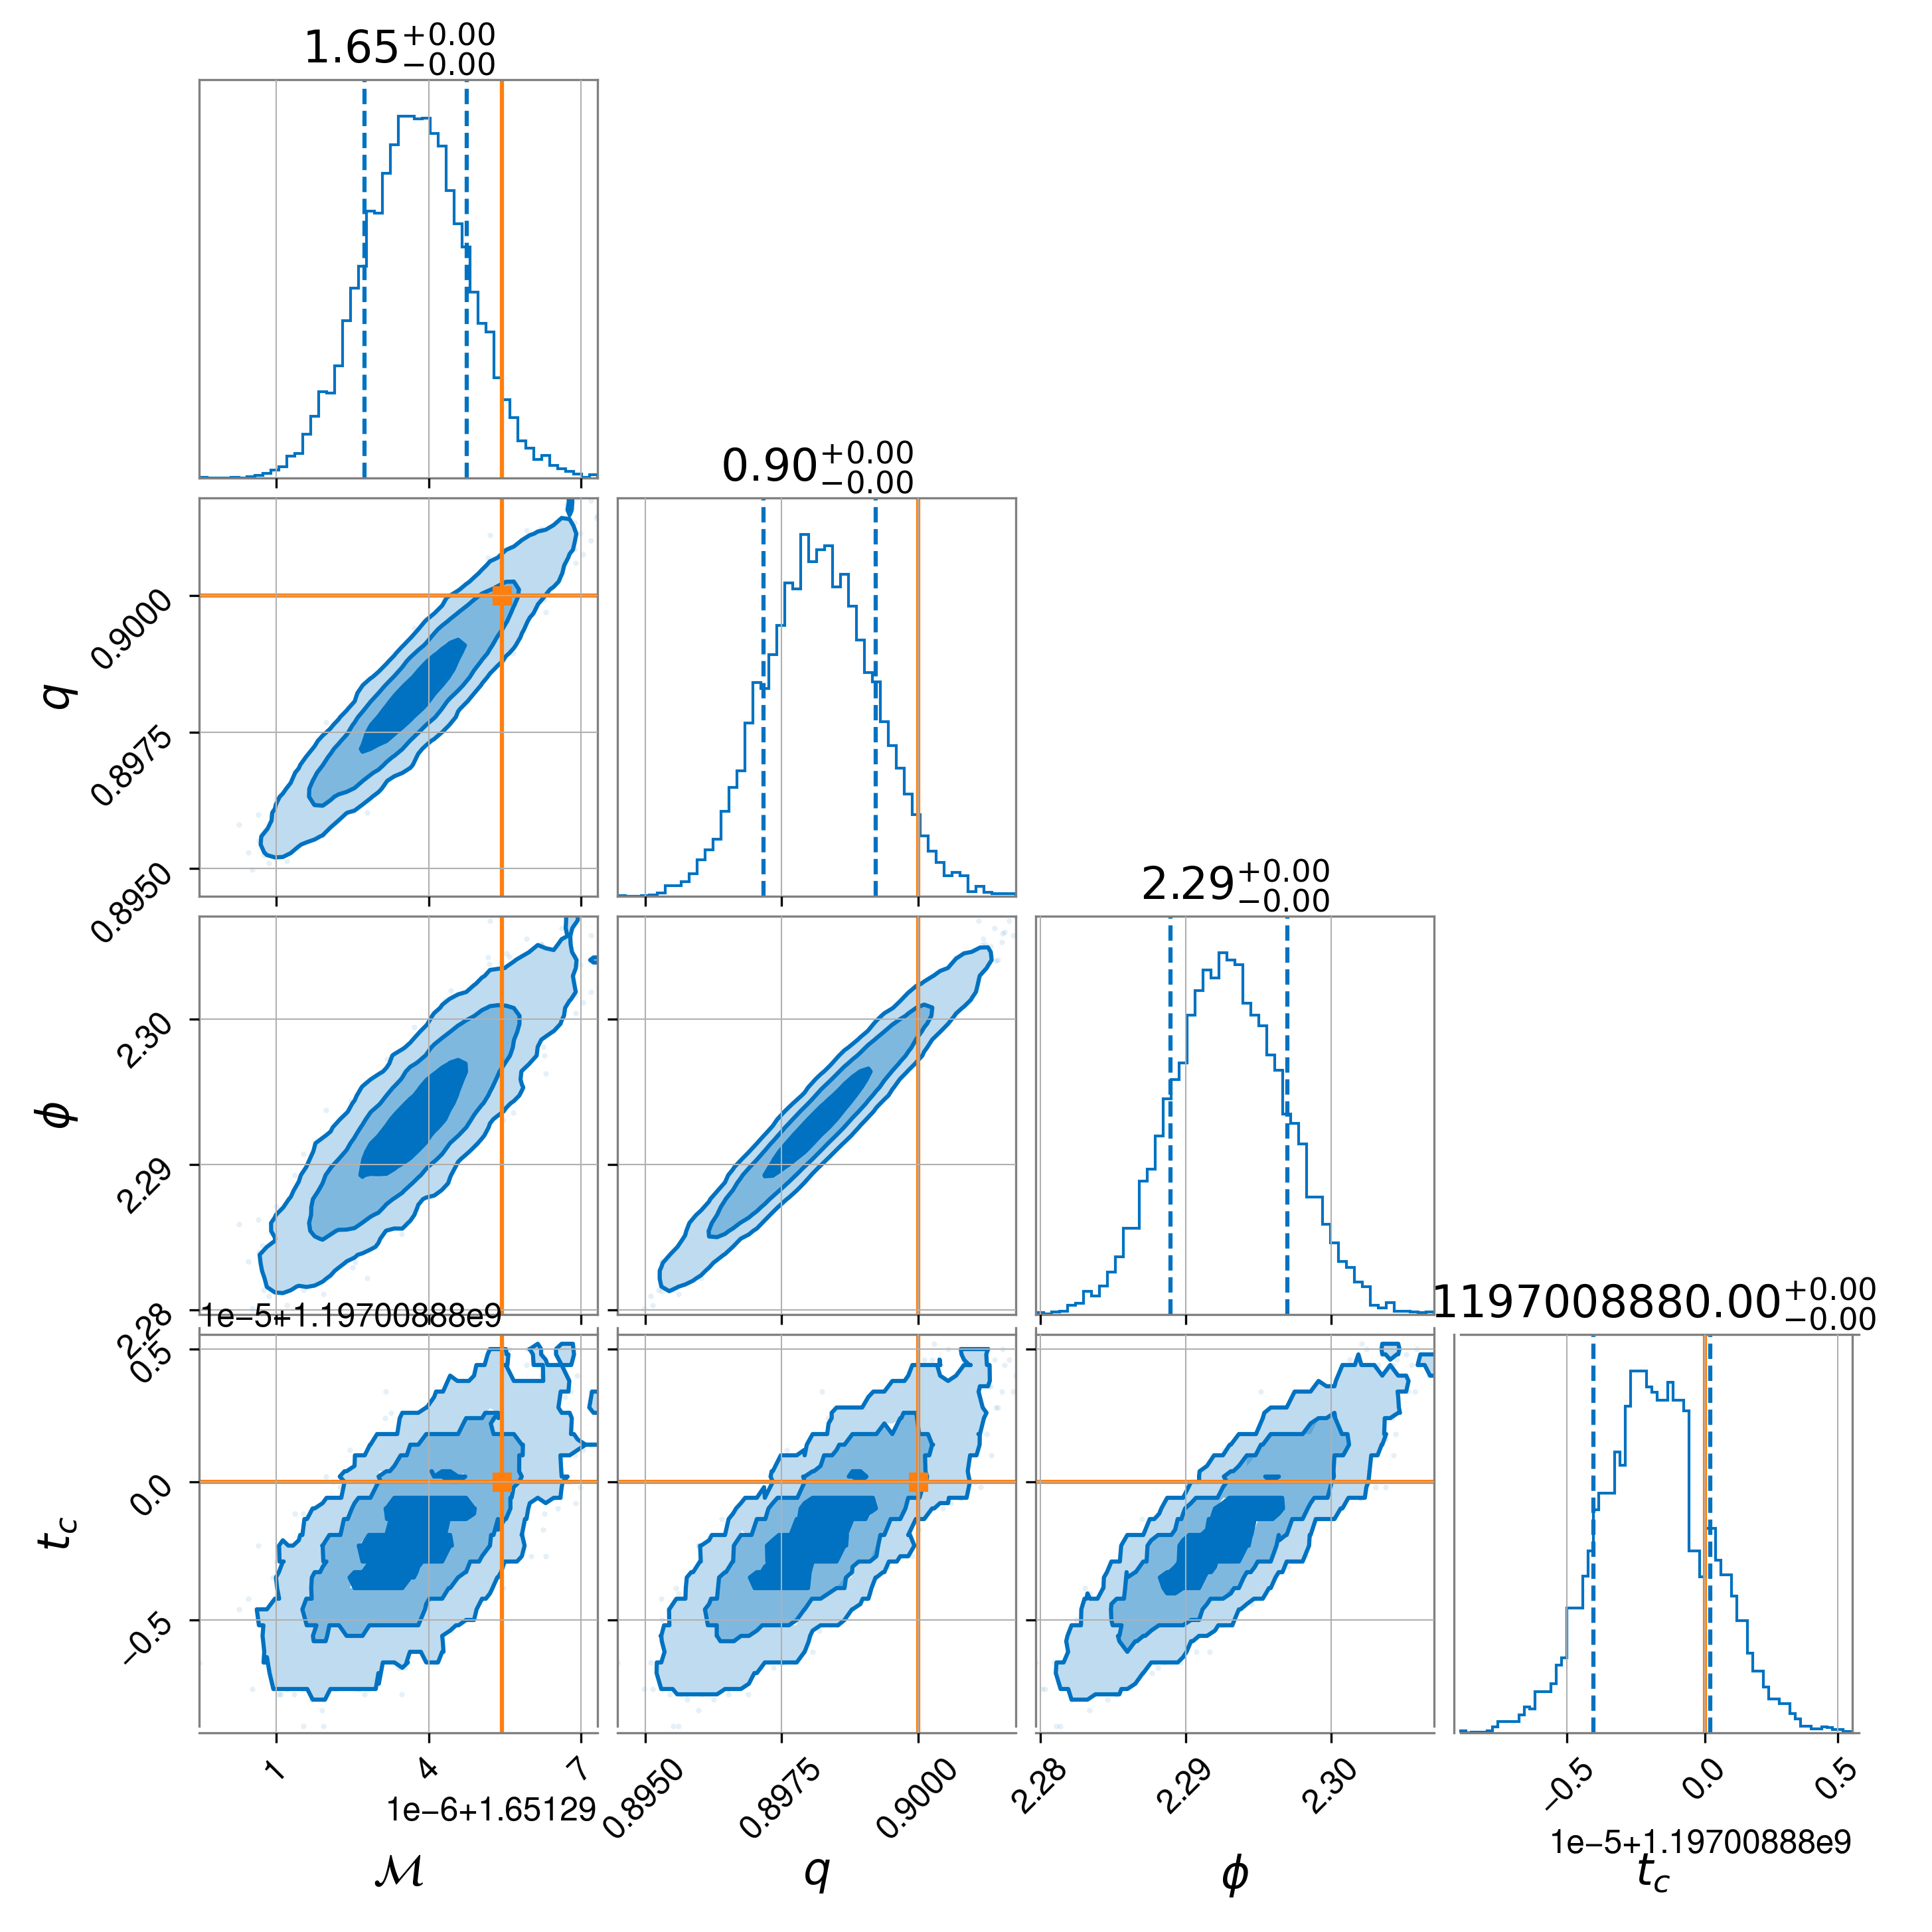 1.65+0.00−0.00
0.90+0.00−0.00
0.9000
0.8975
0.8950
q
2.29+0.00−0.00
2.30
2.29
2.28
ϕ
1e−5+1.19700888e9
1197008880.00+0.00−0.00
0.5
0.0
−0.5
t_c
1 4 7
0.8950 0.8975 0.9000
2.28 2.29 2.30
−0.5 0.0 0.5
1e−6+1.65129
1e−5+1.19700888e9
ℳ q ϕ t_c